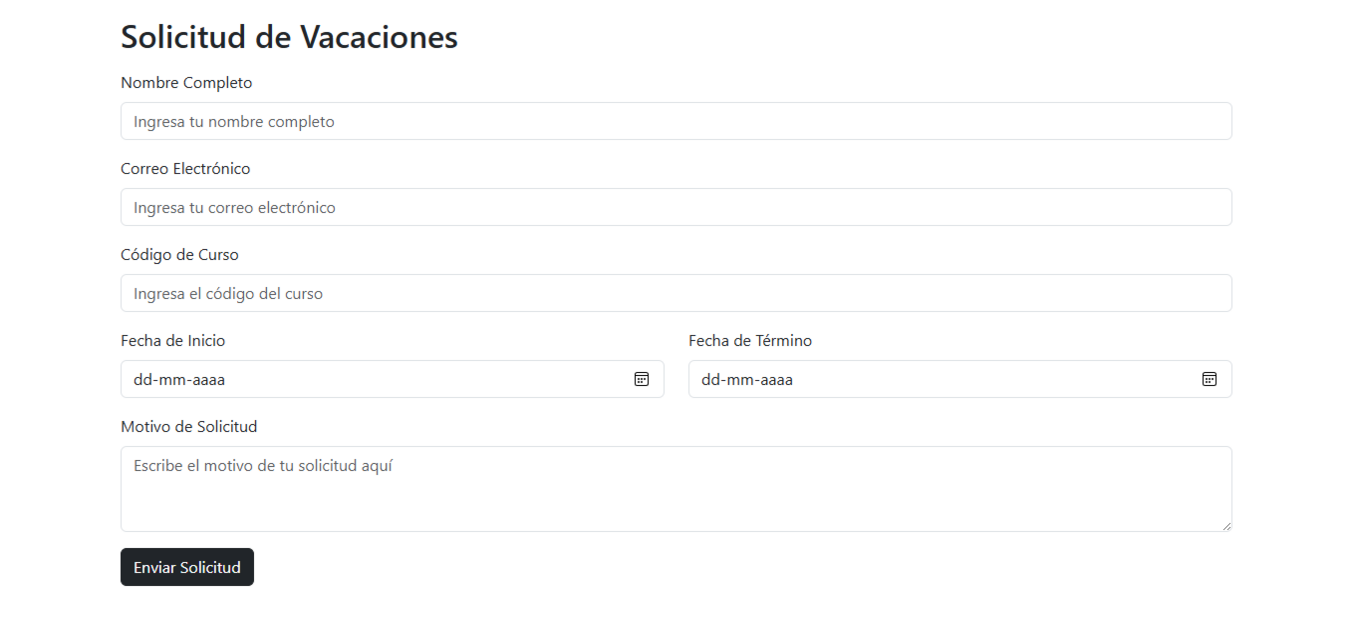 Solicitud de Vacaciones
Nombre Completo
Ingresa tu nombre completo
Correo Electrónico
Ingresa tu correo electrónico
Código de Curso
Ingresa el código del curso
Fecha de Inicio
Fecha de Término
dd-mm-aaaa
dd-mm-aaaa
Motivo de Solicitud
Escribe el motivo de tu solicitud aquí
Enviar Solicitud